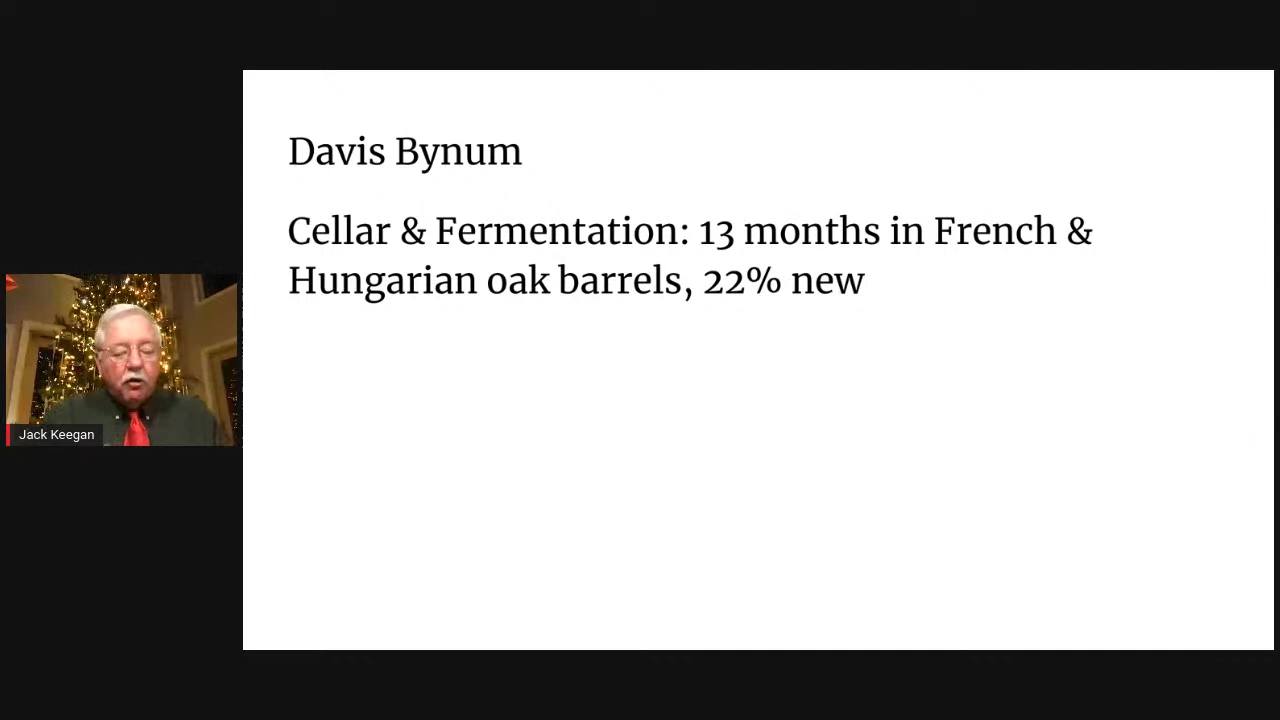 Davis Bynum
Cellar & Fermentation: 13 months in French &
Hungarian oak barrels, 22% new
Jack Keegan